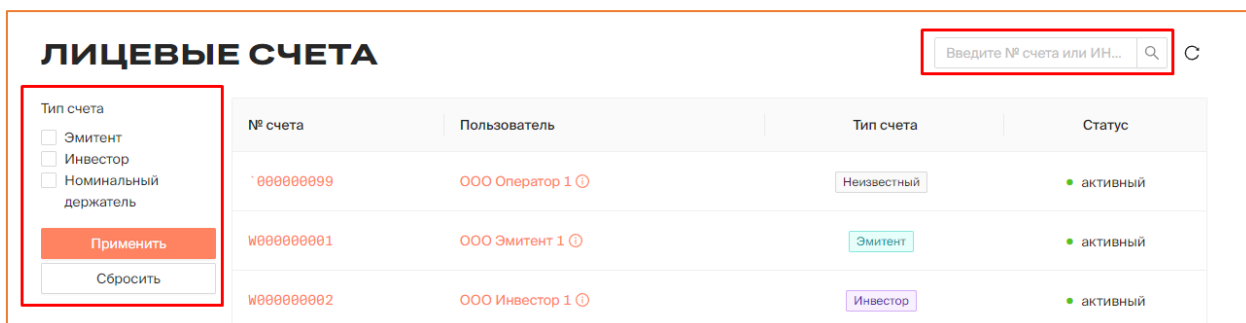 ЛИЦЕВЫЕ СЧЕТА
Введите № счета или ИН...
Тип счета
Эмитент
Инвестор
Номинальный
держатель
Применить
Сбросить
№ счета Пользователь Тип счета Статус
`000000099 ООО Оператор 1 Неизвестный активный
W000000001 ООО Эмитент 1 Эмитент активный
W000000002 ООО Инвестор 1 Инвестор активный